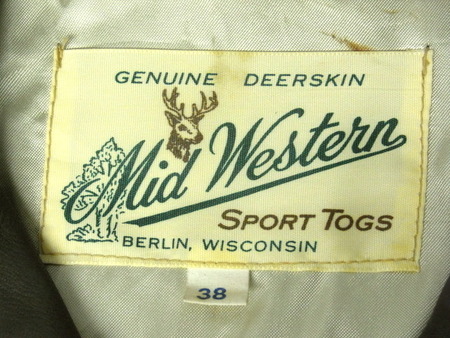 GENUINE DEERSKIN
Mid Western
SPORT TOGS
BERLIN, WISCONSIN
38